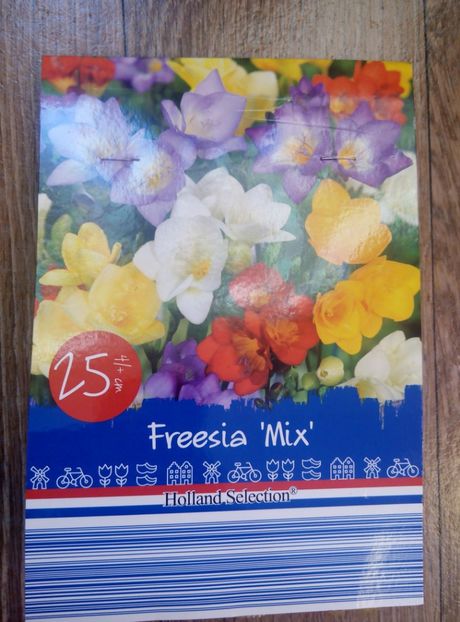 25 4/+ cm
Freesia 'Mix'
Holland Selection®